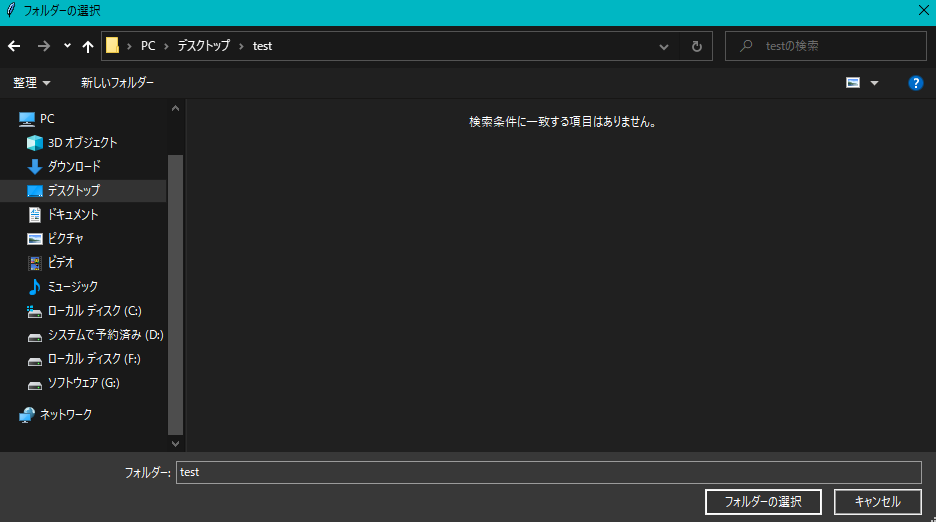 フォルダーの選択
PC › デスクトップ › test
testの検索
整理 新しいフォルダー
?
検索条件に一致する項目はありません。
PC
3D オブジェクト
ダウンロード
デスクトップ
ドキュメント
ピクチャ
ビデオ
ミュージック
ローカル ディスク (C:)
システムで予約済み (D:)
ローカル ディスク (F:)
ソフトウェア (G:)
ネットワーク
フォルダー: test
フォルダーの選択 キャンセル